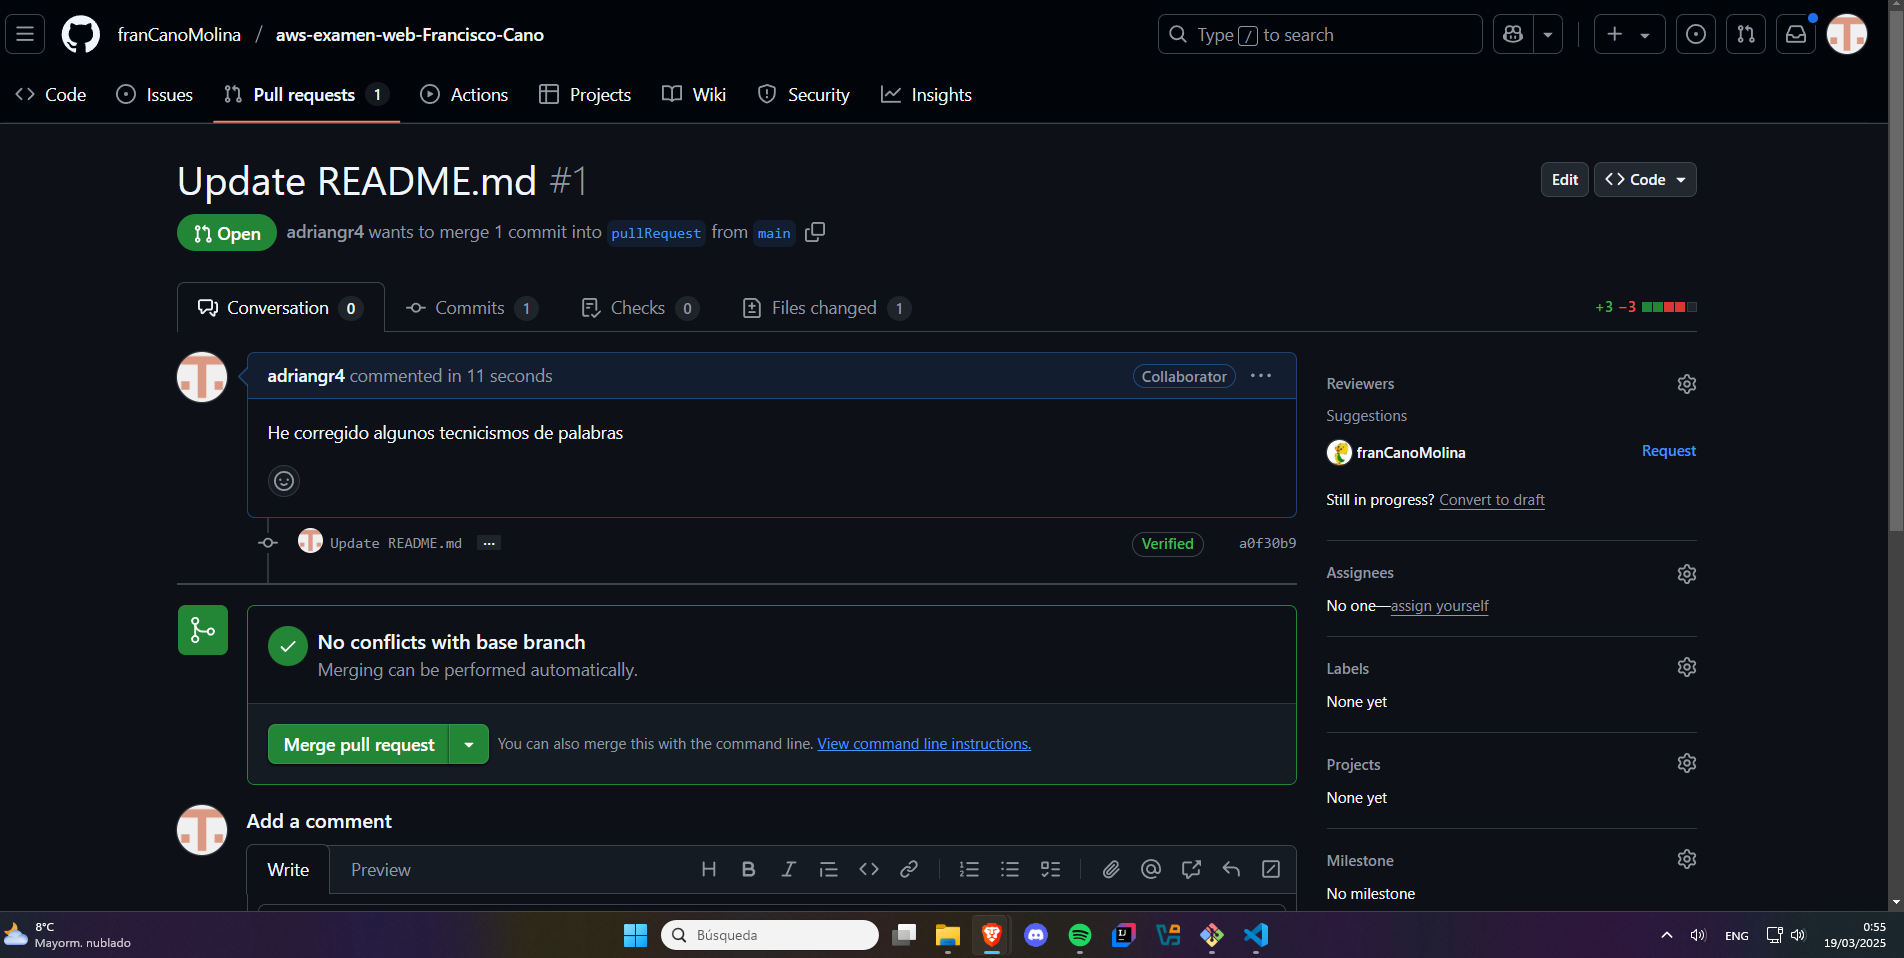 franCanoMolina / aws-examen-web-Francisco-Cano
Type / to search
Code
Issues
Pull requests 1
Actions
Projects
Wiki
Security
Insights
Update README.md #1
Edit
Code
Open
adriangr4 wants to merge 1 commit into pullRequest from main
Conversation 0
Commits 1
Checks 0
Files changed 1
+3 −3
adriangr4 commented in 11 seconds
Collaborator
He corregido algunos tecnicismos de palabras
Update README.md ...
Verified
a0f30b9
No conflicts with base branch
Merging can be performed automatically.
Merge pull request
You can also merge this with the command line. View command line instructions.
Add a comment
Write
Preview
Reviewers
Suggestions
franCanoMolina
Request
Still in progress? Convert to draft
Assignees
No one—assign yourself
Labels
None yet
Projects
None yet
Milestone
No milestone
8°C
Mayorm. nublado
Búsqueda
ENG
0:55
19/03/2025